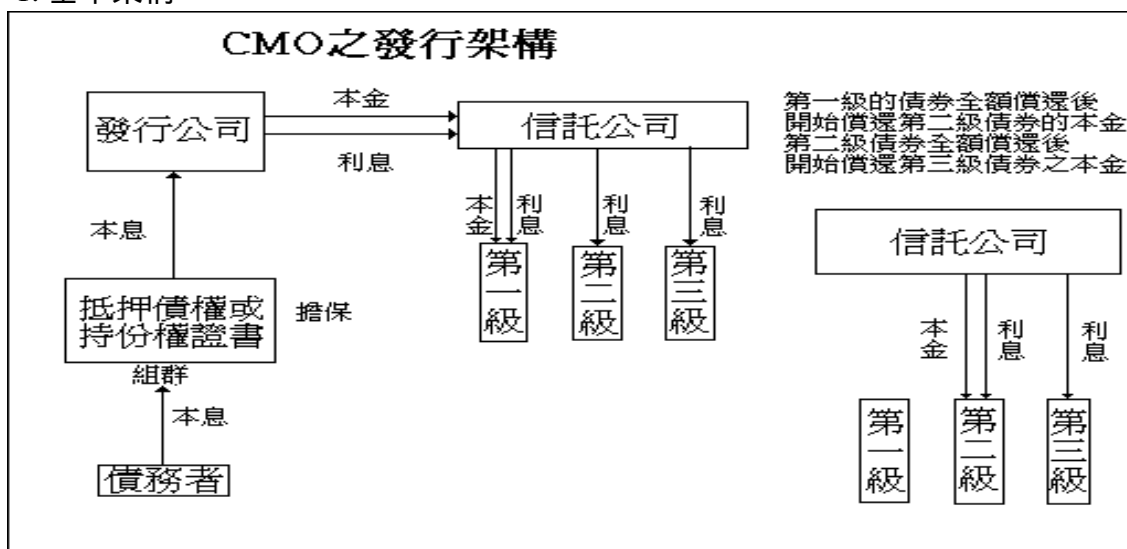 CMO之發行架構
發行公司
本金
利息
信託公司
第一級的債券全額償還後
開始償還第二級債券的本金
第二級債券全額償還後
開始償還第三級債券之本金
本金
利息
利息
利息
第一級
第二級
第三級
本息
抵押債權或
持份權證書
擔保
組群
本息
債務者
信託公司
本金
利息
利息
第一級
第二級
第三級